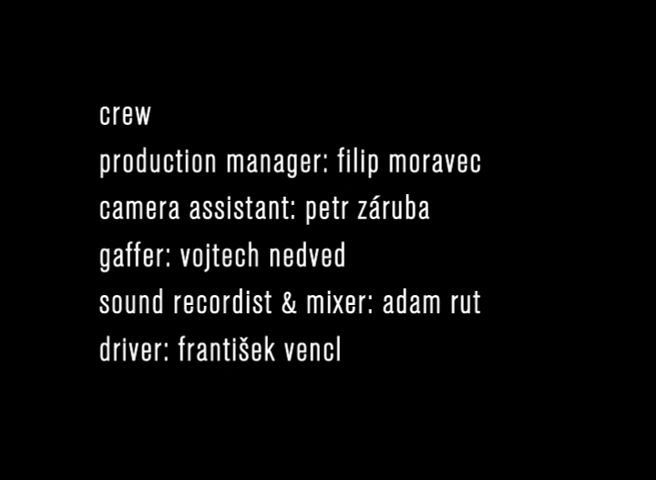 crew
production manager: filip moravec
camera assistant: petr záruba
gaffer: vojtech nedved
sound recordist & mixer: adam rut
driver: františek vencl